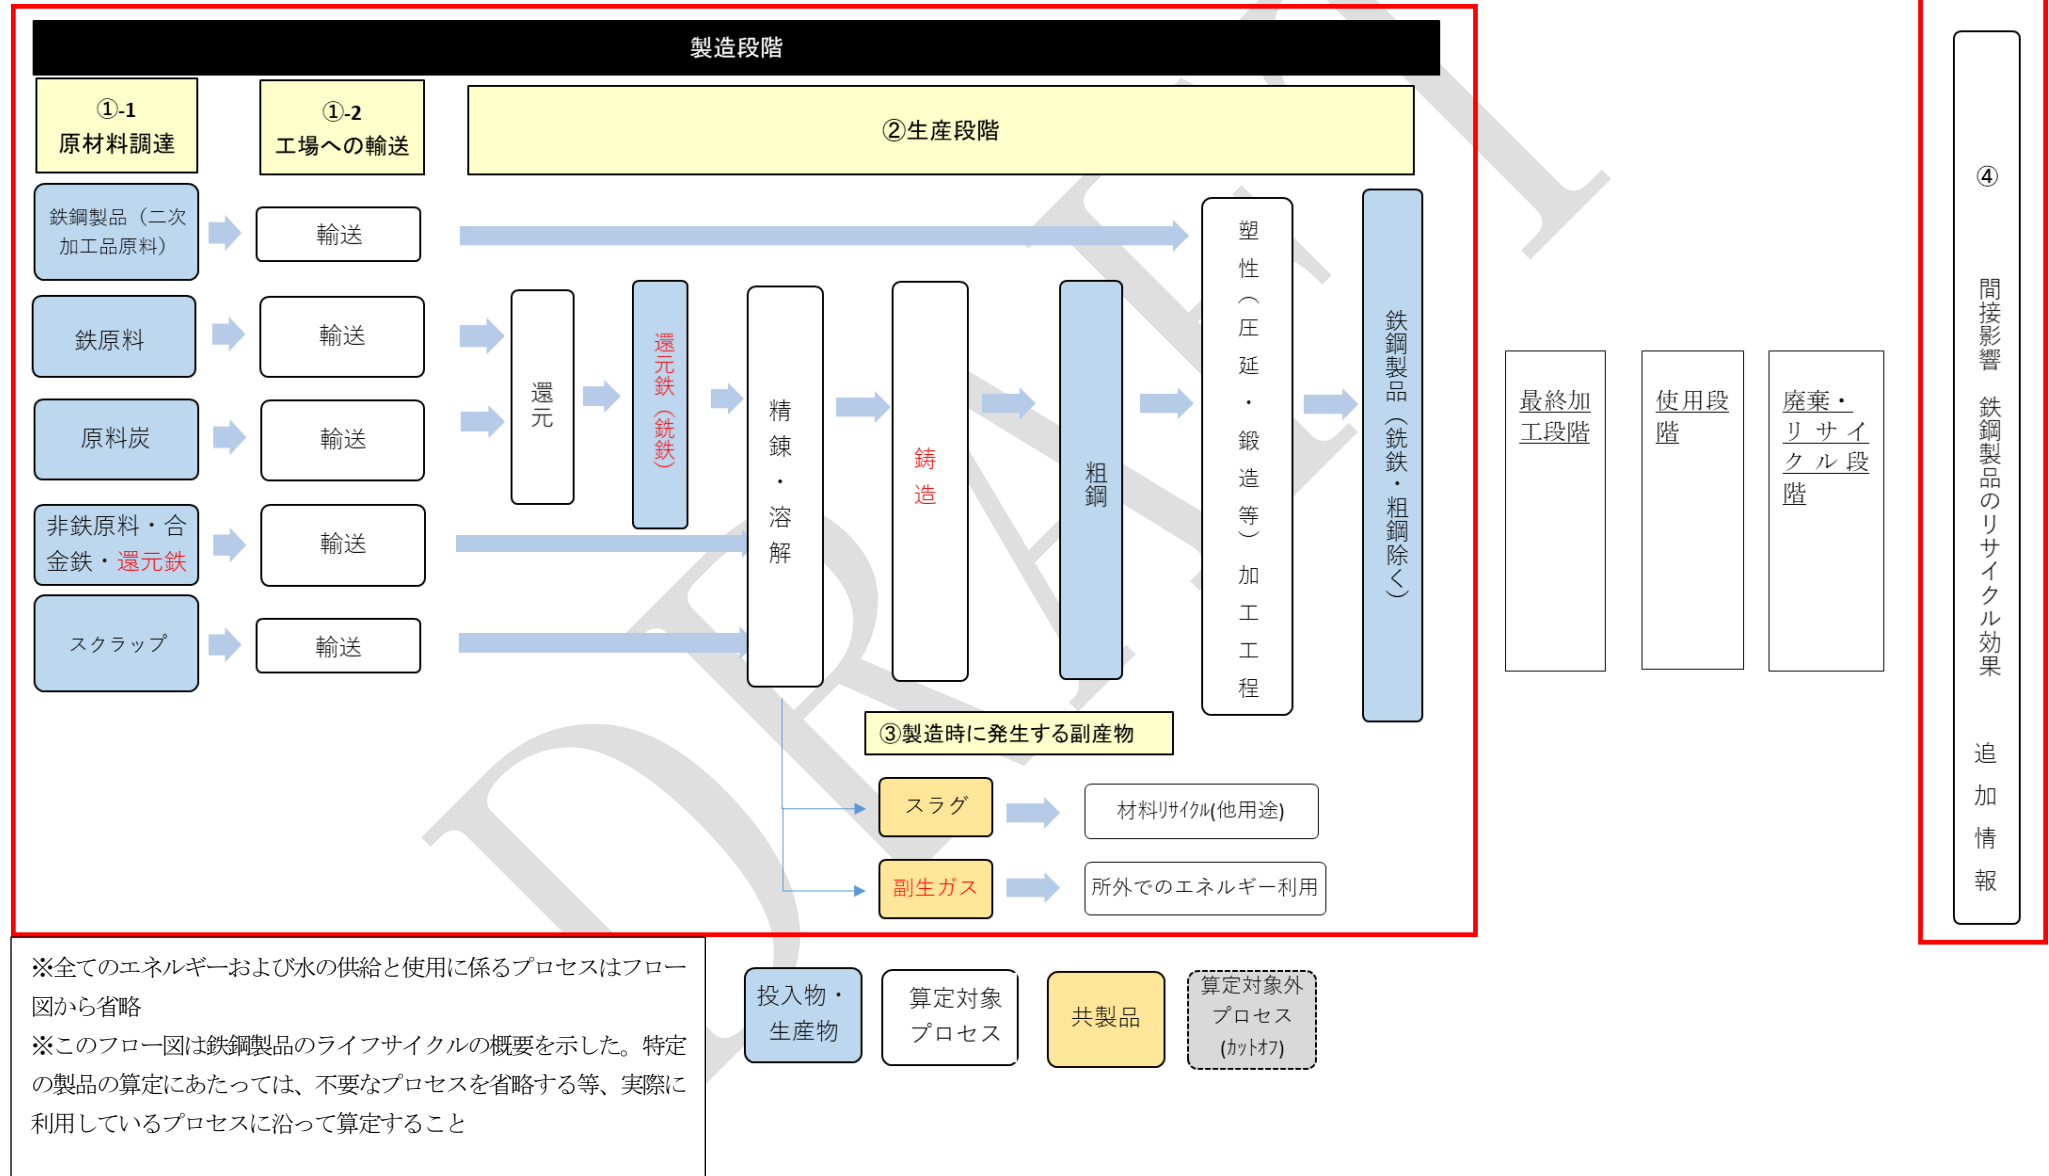 製造段階
①-1
原材料調達
①-2
工場への輸送
②生産段階
鉄鋼製品（二次
加工品原料）
輸送
鉄原料
輸送
原料炭
輸送
非鉄原料・合
金鉄・還元鉄
輸送
スクラップ
輸送
還元
還元鉄（銑鉄）
精錬・溶解
鋳造
粗鋼
塑性（圧延・鍛造等）加工工程
鉄鋼製品（銑鉄・粗鋼除く）
③製造時に発生する副産物
スラグ
材料リサイクル(他用途)
副生ガス
所外でのエネルギー利用
最終加
工段階
使用段
階
廃棄・
リサイ
クル段
階
④ 間接影響 鉄鋼製品のリサイクル効果 追加情報
※全てのエネルギーおよび水の供給と使用に係るプロセスはフロー
図から省略
※このフロー図は鉄鋼製品のライフサイクルの概要を示した。特定
の製品の算定にあたっては、不要なプロセスを省略する等、実際に
利用しているプロセスに沿って算定すること
投入物・
生産物
算定対象
プロセス
共製品
算定対象外
プロセス
(カットオフ)
DRAFT